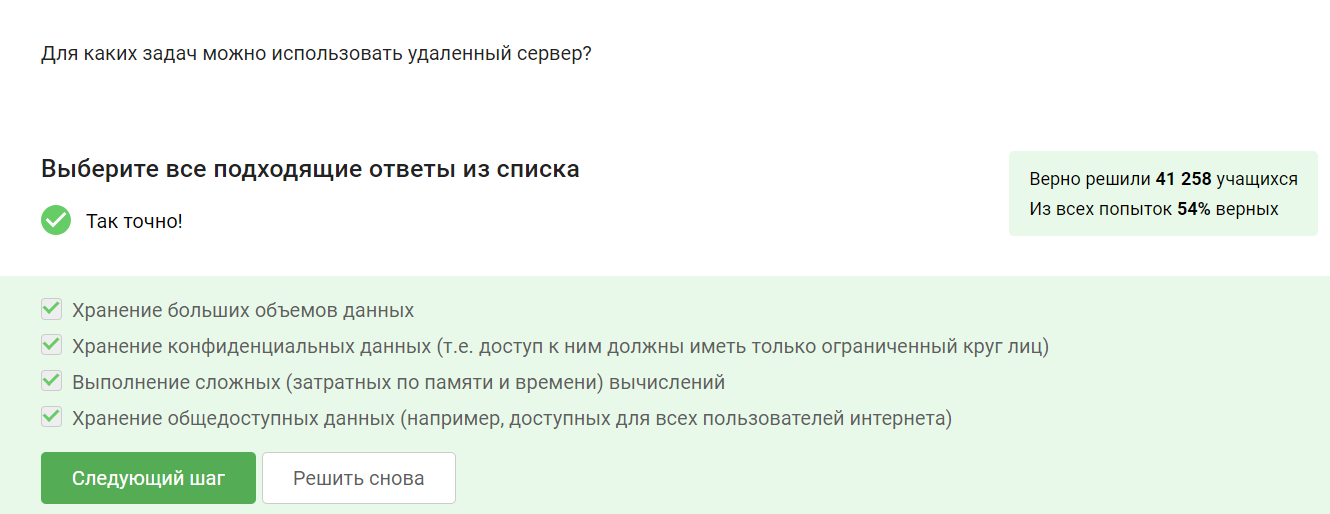 Для каких задач можно использовать удаленный сервер?
Выберите все подходящие ответы из списка
Верно решили 41 258 учащихся
Из всех попыток 54% верных
Так точно!
Хранение больших объемов данных
Хранение конфиденциальных данных (т.е. доступ к ним должны иметь только ограниченный круг лиц)
Выполнение сложных (затратных по памяти и времени) вычислений
Хранение общедоступных данных (например, доступных для всех пользователей интернета)
Следующий шаг
Решить снова